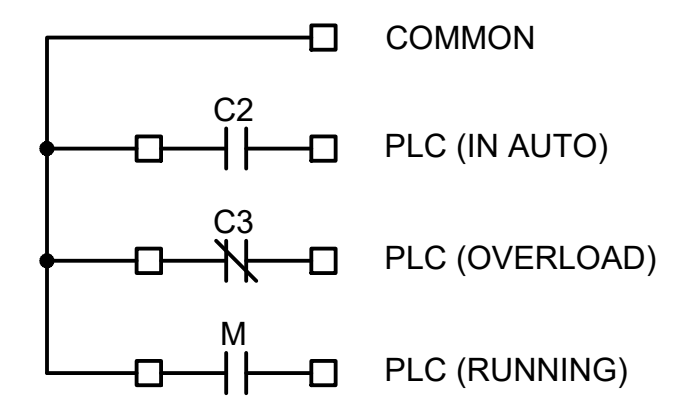 COMMON
C2
PLC (IN AUTO)
C3
PLC (OVERLOAD)
M
PLC (RUNNING)